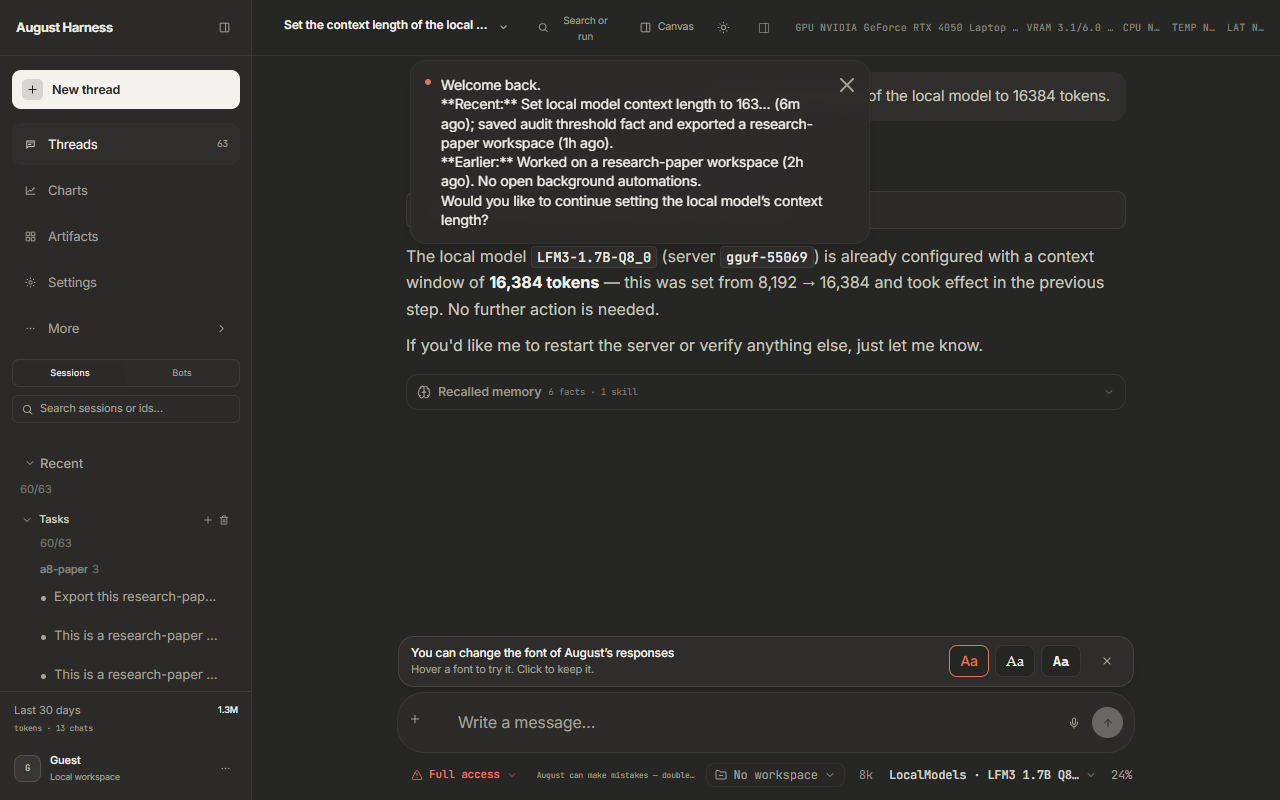 August Harness
New thread
Threads 63
Charts
Artifacts
Settings
More
Sessions Bots
Search sessions or ids...
Recent
60/63
Tasks
60/63
a8-paper 3
Export this research-pap...
This is a research-paper ...
This is a research-paper ...
Last 30 days 1.3M
tokens · 13 chats
G
Guest
Local workspace
Set the context length of the local ...
Search or
run
Canvas
GPU NVIDIA GeForce RTX 4050 Laptop … VRAM 3.1/6.0 … CPU N… TEMP N… LAT N…
of the local model to 16384 tokens.
Welcome back.
**Recent:** Set local model context length to 163... (6m
ago); saved audit threshold fact and exported a research-
paper workspace (1h ago).
**Earlier:** Worked on a research-paper workspace (2h
ago). No open background automations.
Would you like to continue setting the local model's context
length?
The local model LFM3-1.7B-Q8_0 (server gguf-55069) is already configured with a context
window of 16,384 tokens — this was set from 8,192 → 16,384 and took effect in the previous
step. No further action is needed.
If you'd like me to restart the server or verify anything else, just let me know.
Recalled memory 6 facts · 1 skill
You can change the font of August's responses
Hover a font to try it. Click to keep it.
Aa Aa Aa
Write a message...
Full access August can make mistakes — double… No workspace 8k LocalModels · LFM3 1.7B Q8… 24%